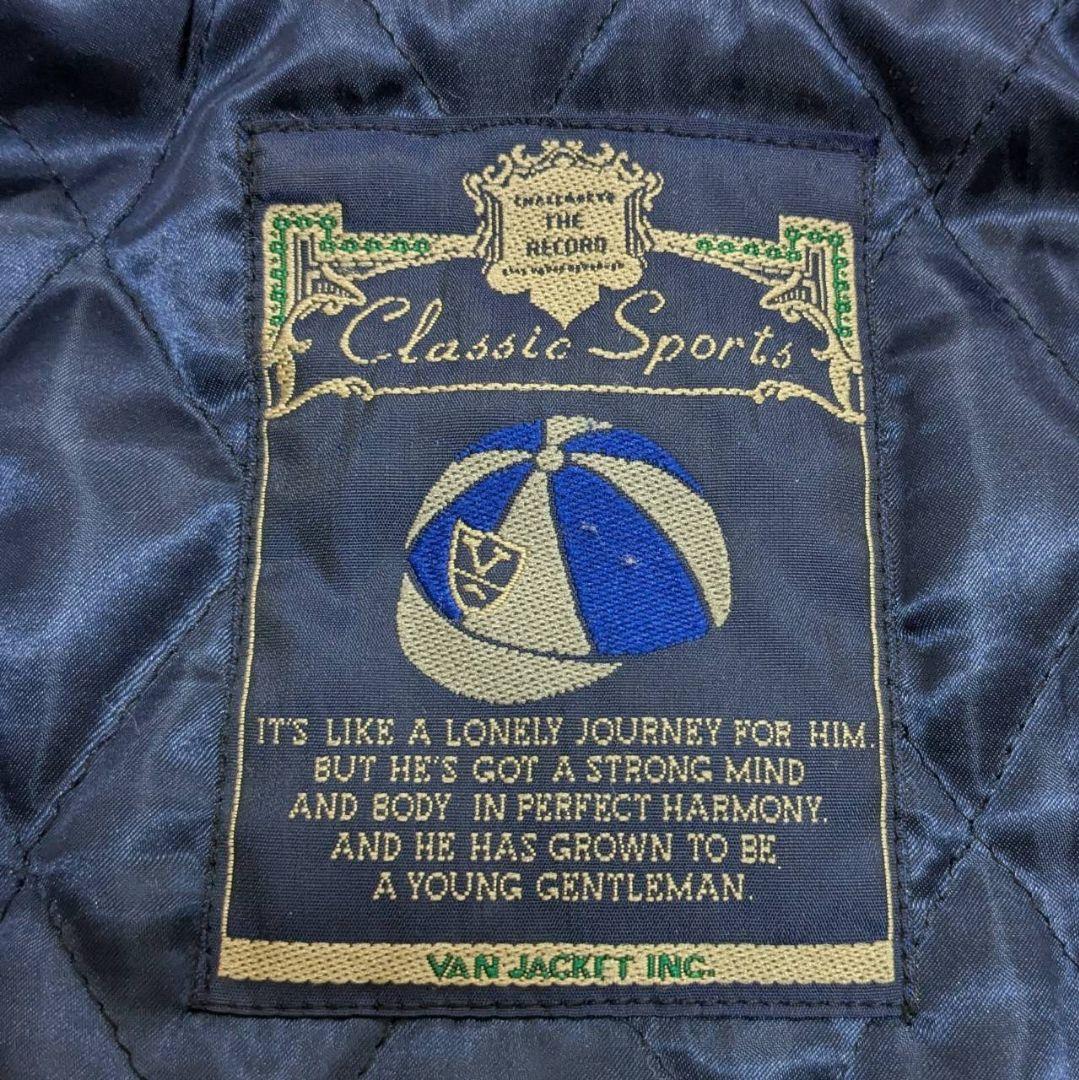 THE
RECORD
Classic Sports
V
IT'S LIKE A LONELY JOURNEY FOR HIM.
BUT HE'S GOT A STRONG MIND
AND BODY IN PERFECT HARMONY.
AND HE HAS GROWN TO BE
A YOUNG GENTLEMAN.
VAN JACKET INC.